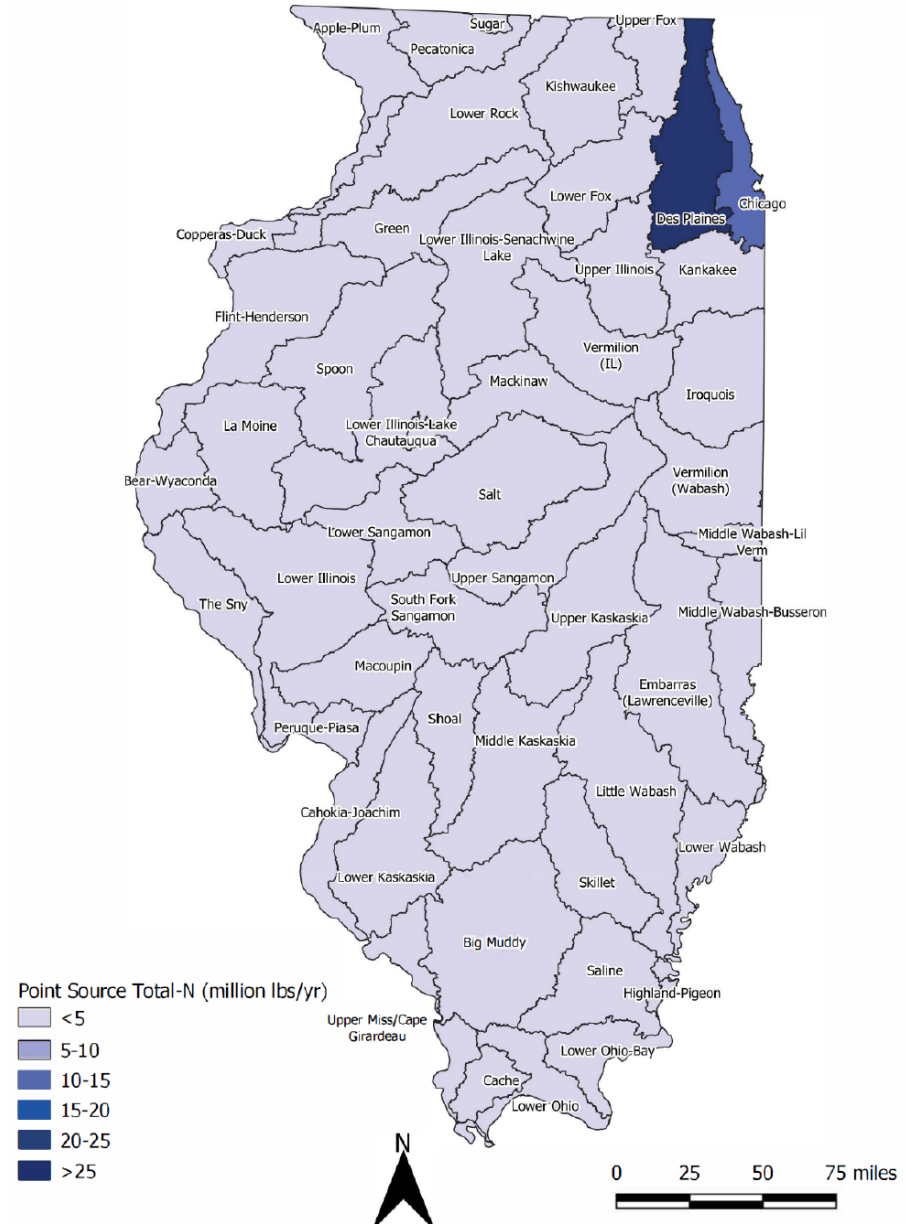 Apple-Plum
Sugar
Upper Fox
Pecatonica
Kishwaukee
Lower Rock
Lower Fox
Chicago
Des Plaines
Copperas-Duck
Green
Lower Illinois-Senachwine
Lake
Upper Illinois
Kankakee
Flint-Henderson
Vermilion
(IL)
Spoon
Mackinaw
Iroquois
La Moine
Lower Illinois-Lake
Chautauqua
Bear-Wyaconda
Vermilion
(Wabash)
Salt
Lower Sangamon
Middle Wabash-Lil
Verm
Lower Illinois
Upper Sangamon
The Sny
South Fork
Sangamon
Upper Kaskaskia
Middle Wabash-Busseron
Macoupin
Embarras
(Lawrenceville)
Shoal
Peruque-Piasa
Middle Kaskaskia
Little Wabash
Cahokia-Joachim
Lower Wabash
Lower Kaskaskia
Skillet
Big Muddy
Saline
Highland-Pigeon
Upper Miss/Cape
Girardeau
Lower Ohio-Bay
Cache
Lower Ohio
Point Source Total-N (million lbs/yr)
<5
5-10
10-15
15-20
20-25
>25
N
0 25 50 75 miles